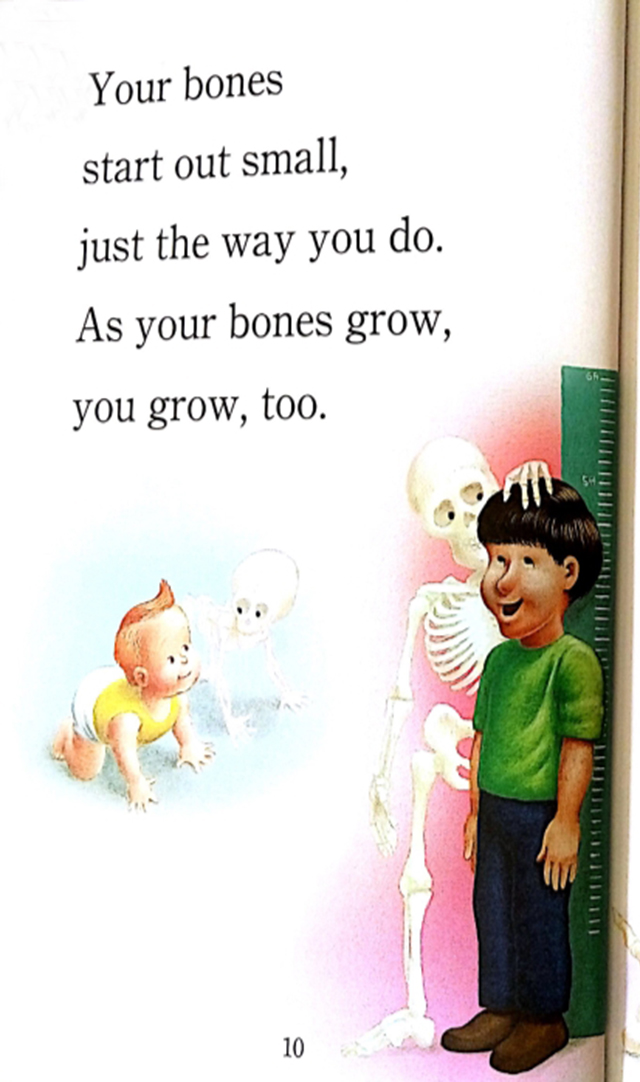 Your bones
start out small,
just the way you do.
As your bones grow,
you grow, too.
6ft
5ft
10